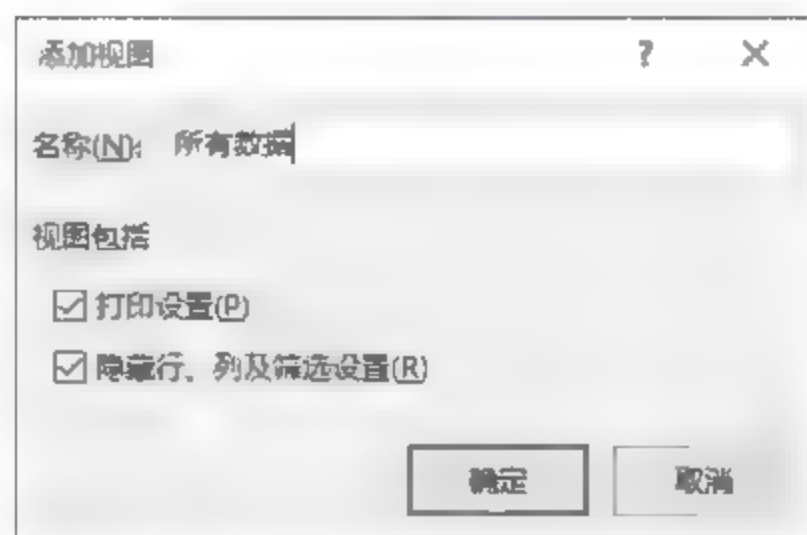 添加视图 ? ×
名称(N): 所有数据
视图包括
打印设置(P)
隐藏行、列及筛选设置(R)
确定 取消